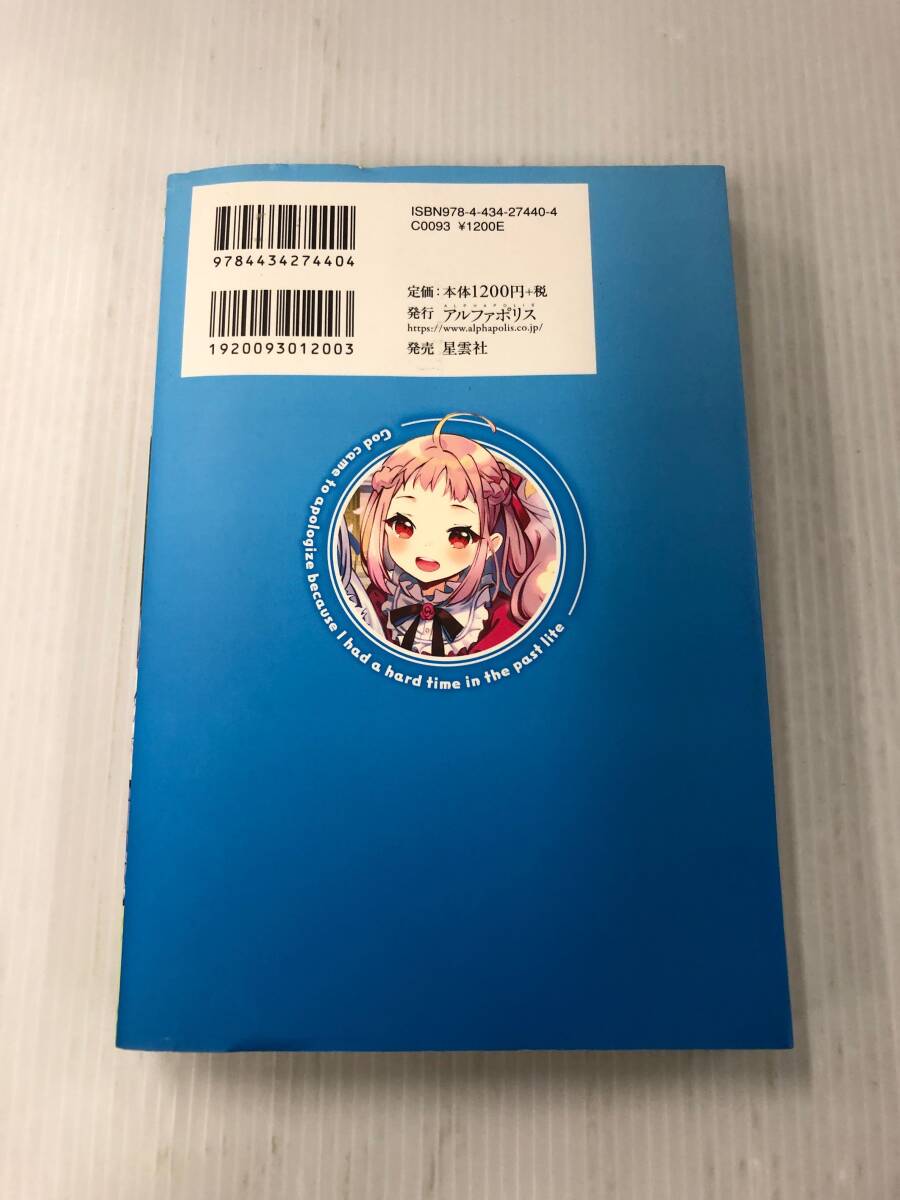 ISBN978-4-434-27440-4
C0093 ¥1200E
9784434274404
定価：本体1200円+税
ALPHAPOLIS
発行 アルファポリス
https://www.alphapolis.co.jp/
1920093012003
発売 星雲社
God came to apologize because I had a hard time in the past lite